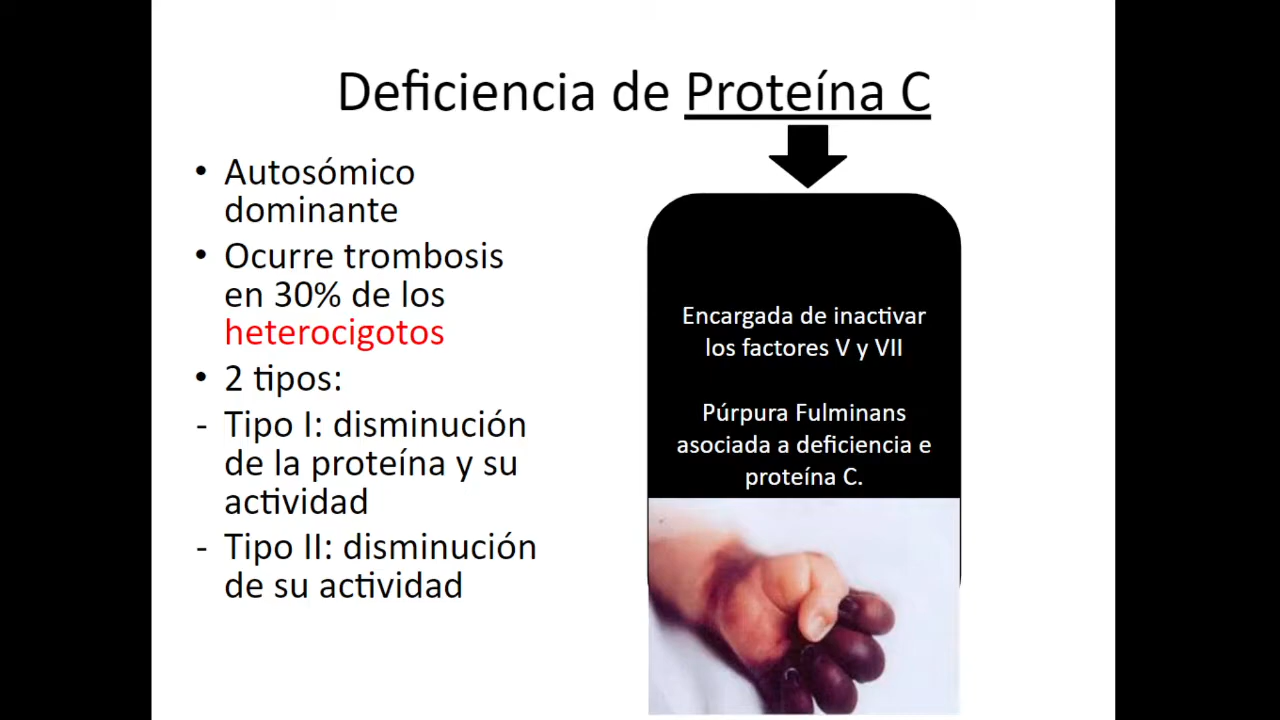 Deficiencia de Proteína C
• Autosómico
dominante
• Ocurre trombosis
en 30% de los
heterocigotos
• 2 tipos:
- Tipo I: disminución
de la proteína y su
actividad
- Tipo II: disminución
de su actividad
Encargada de inactivar
los factores V y VII
Púrpura Fulminans
asociada a deficiencia e
proteína C.